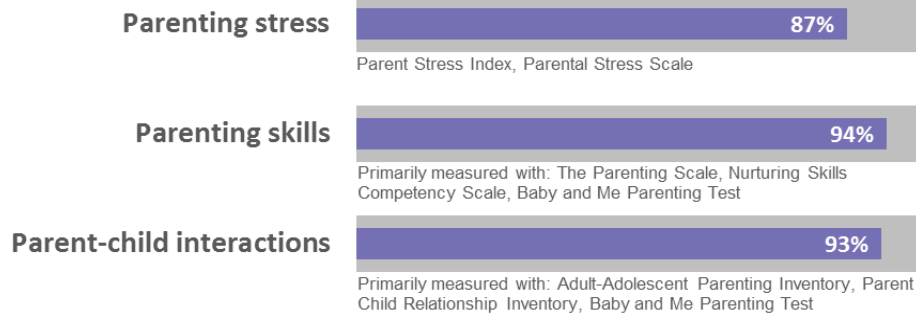 Parenting stress
87%
Parent Stress Index, Parental Stress Scale
Parenting skills
94%
Primarily measured with: The Parenting Scale, Nurturing Skills
Competency Scale, Baby and Me Parenting Test
Parent-child interactions
93%
Primarily measured with: Adult-Adolescent Parenting Inventory, Parent
Child Relationship Inventory, Baby and Me Parenting Test